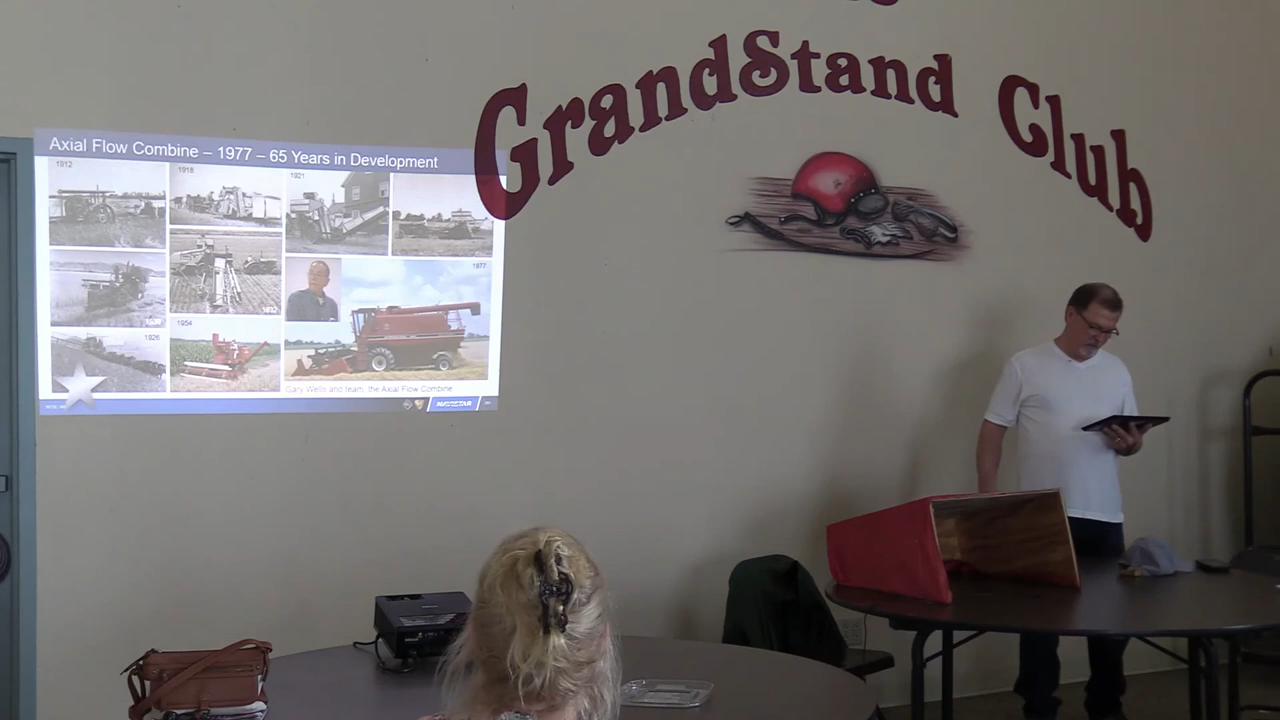 GrandStand Club
Axial Flow Combine – 1977 – 65 Years in Development
1912
1918
1921
1977
1932
1954
1926
Gary Wells and team, the Axial Flow Combine
NAVISTAR